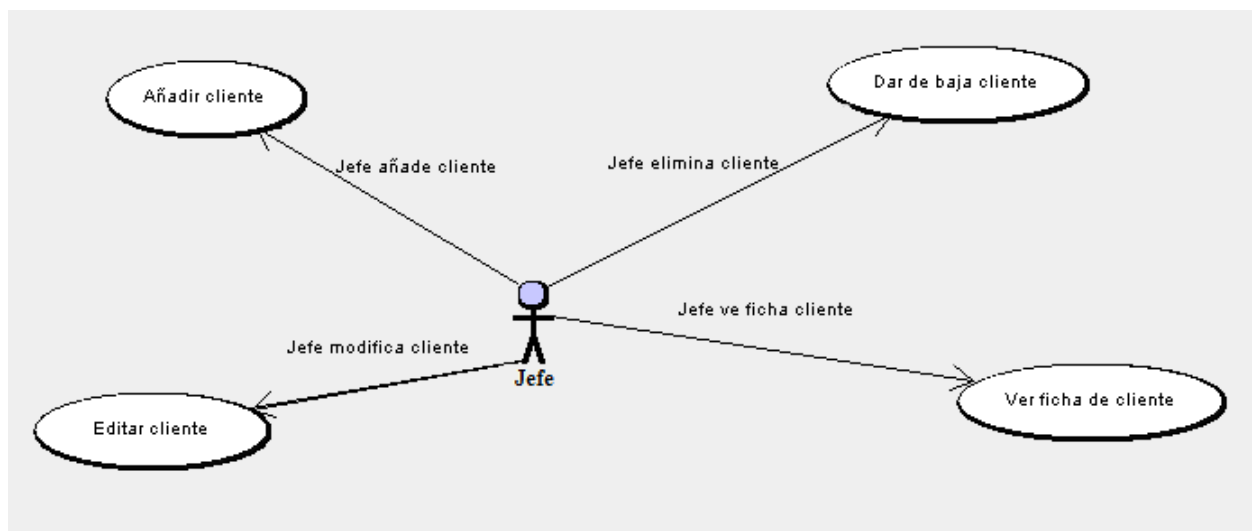 Añadir cliente
Dar de baja cliente
Jefe añade cliente
Jefe elimina cliente
Jefe ve ficha cliente
Jefe modifica cliente
Jefe
Ver ficha de cliente
Editar cliente